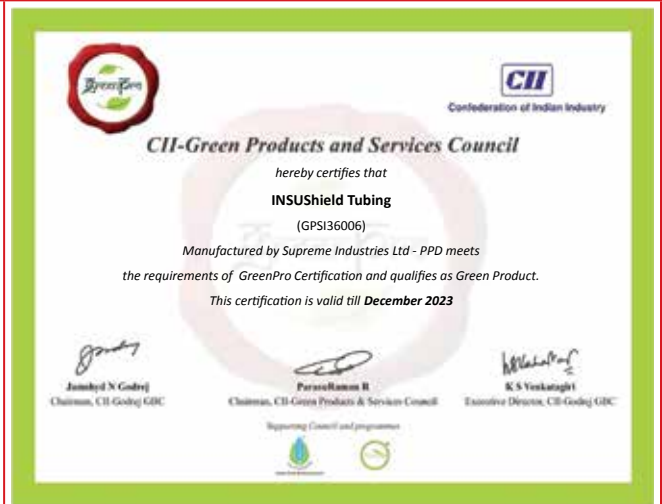 GreenPro
CII
Confederation of Indian Industry
CII-Green Products and Services Council
hereby certifies that
INSUShield Tubing
(GPSI36006)
Manufactured by Supreme Industries Ltd - PPD meets
the requirements of GreenPro Certification and qualifies as Green Product.
This certification is valid till December 2023
Jamshyd N Godrej
Chairman, CII-Godrej GBC
ParasuRaman R
Chairman, CII-Green Products & Services Council
K S Venkatagiri
Executive Director, CII-Godrej GBC
Supporting Council and programmes